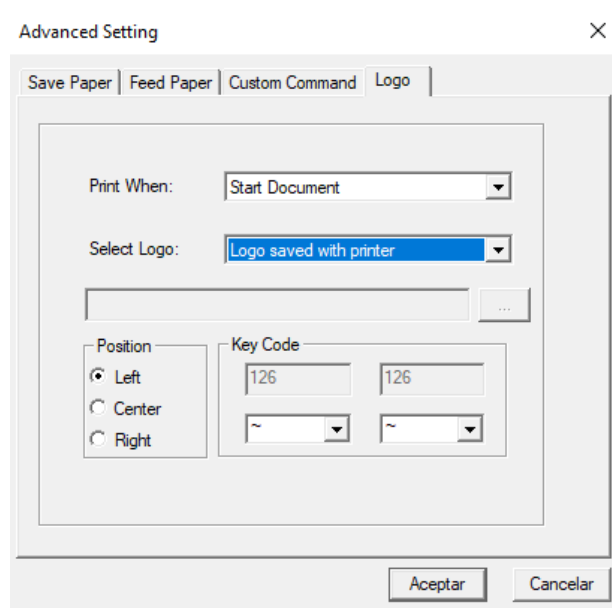 Advanced Setting
Save Paper Feed Paper Custom Command Logo
Print When: Start Document
Select Logo: Logo saved with printer
...
Position Key Code
Left 126 126
Center
~ ~
Right
Aceptar Cancelar